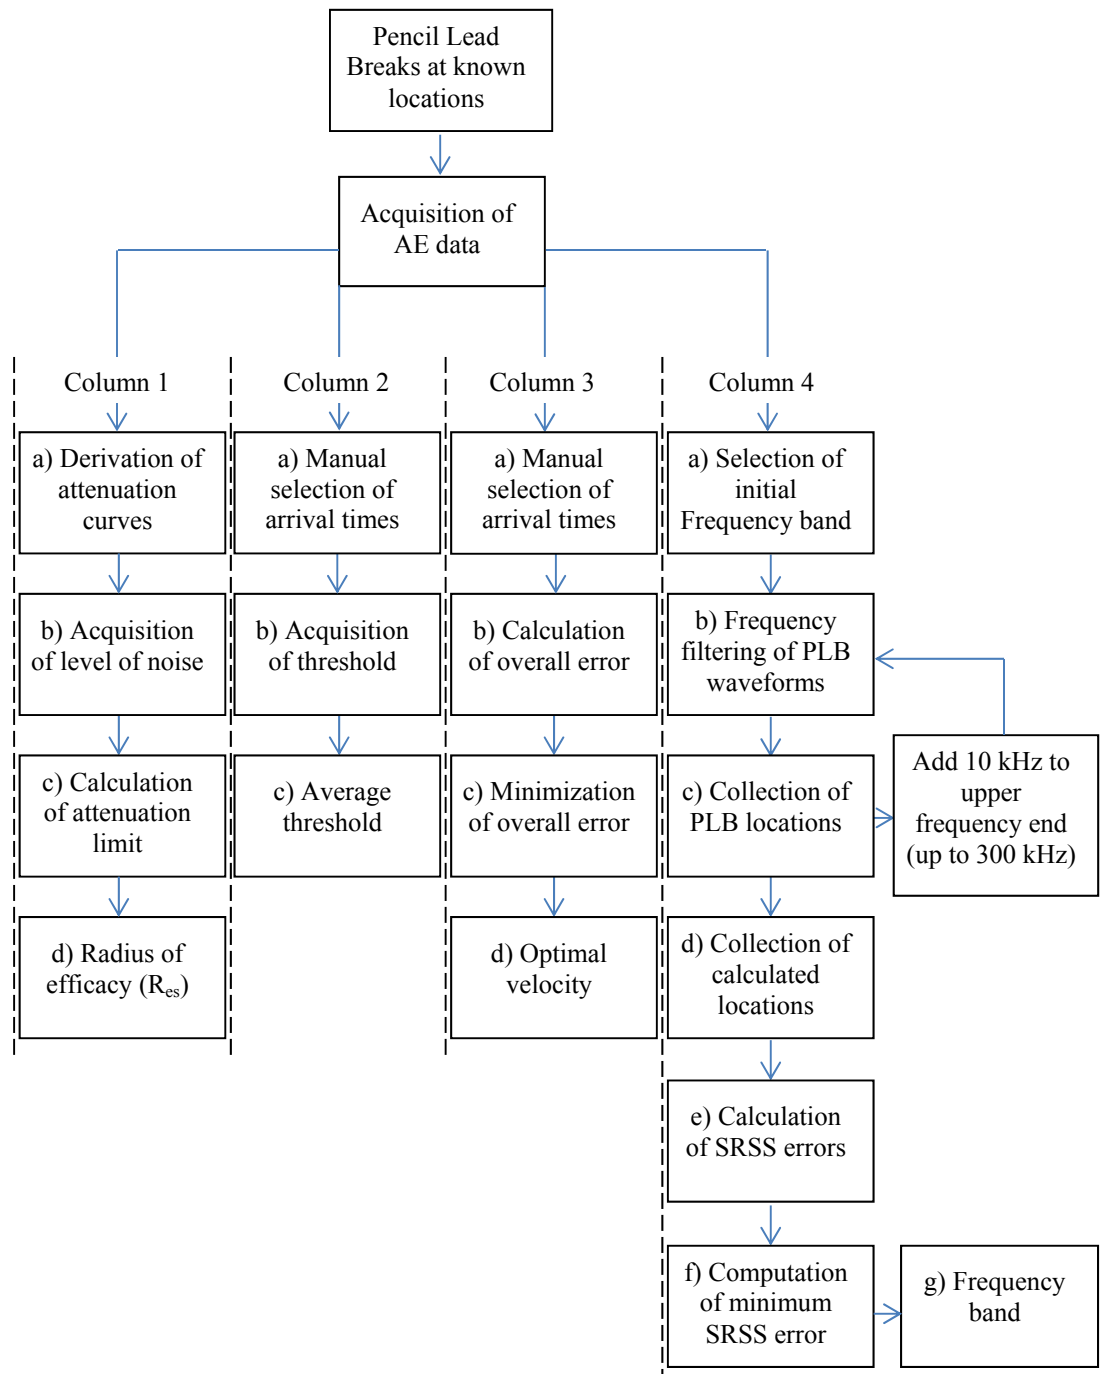 Pencil Lead
Breaks at known
locations
Acquisition of
AE data
Column 1
a) Derivation of
attenuation
curves
b) Acquisition
of level of noise
c) Calculation
of attenuation
limit
d) Radius of
efficacy (Res)
Column 2
a) Manual
selection of
arrival times
b) Acquisition
of threshold
c) Average
threshold
Column 3
a) Manual
selection of
arrival times
b) Calculation
of overall error
c) Minimization
of overall error
d) Optimal
velocity
Column 4
a) Selection of
initial
Frequency band
b) Frequency
filtering of PLB
waveforms
c) Collection of
PLB locations
Add 10 kHz to
upper
frequency end
(up to 300 kHz)
d) Collection of
calculated
locations
e) Calculation
of SRSS errors
f) Computation
of minimum
SRSS error
g) Frequency
band